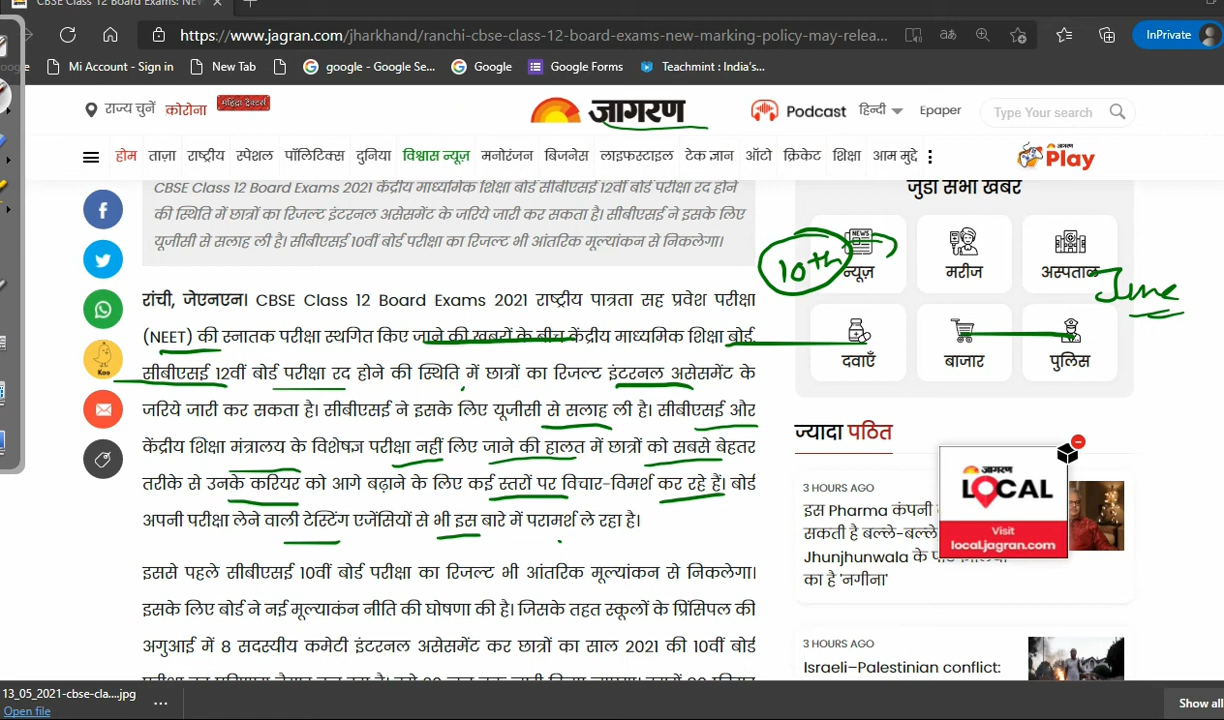 CBSE Class 12 Board Exams: NEW
https://www.jagran.com/jharkhand/ranchi-cbse-class-12-board-exams-new-marking-policy-may-relea...
InPrivate
My Account - Sign in
New Tab
google - Google Se...
Google
Google Forms
Teachmint : India's...
राज्य चुनें
कोरोना
महिंद्रा ट्रैक्टर्स
जागरण
Podcast
हिन्दी
Epaper
Type Your Search
होम ताज़ा राष्ट्रीय स्पेशल पॉलिटिक्स दुनिया विश्वास न्यूज़ मनोरंजन बिजनेस लाइफस्टाइल टेक ज्ञान ऑटो क्रिकेट शिक्षा आम मुद्दे
जागरण Play
CBSE Class 12 Board Exams 2021 केंद्रीय माध्यमिक शिक्षा बोर्ड सीबीएसई 12वीं बोर्ड परीक्षा रद होने
की स्थिति में छात्रों का रिजल्ट इंटरनल असेसमेंट के जरिये जारी कर सकता है। सीबीएसई ने इसके लिए
यूजीसी से सलाह ली है। सीबीएसई 10वीं बोर्ड परीक्षा का रिजल्ट भी आंतरिक मूल्यांकन से निकलेगा।
रांची, जेएनएन। CBSE Class 12 Board Exams 2021 राष्ट्रीय पात्रता सह प्रवेश परीक्षा
(NEET) की स्नातक परीक्षा स्थगित किए जाने की खबरों के बीच केंद्रीय माध्यमिक शिक्षा बोर्ड,
सीबीएसई 12वीं बोर्ड परीक्षा रद होने की स्थिति में छात्रों का रिजल्ट इंटरनल असेसमेंट के
जरिये जारी कर सकता है। सीबीएसई ने इसके लिए यूजीसी से सलाह ली है। सीबीएसई और
केंद्रीय शिक्षा मंत्रालय के विशेषज्ञ परीक्षा नहीं लिए जाने की हालत में छात्रों को सबसे बेहतर
तरीके से उनके करियर को आगे बढ़ाने के लिए कई स्तरों पर विचार-विमर्श कर रहे हैं। बोर्ड
अपनी परीक्षा लेने वाली टेस्टिंग एजेंसियों से भी इस बारे में परामर्श ले रहा है।
इससे पहले सीबीएसई 10वीं बोर्ड परीक्षा का रिजल्ट भी आंतरिक मूल्यांकन से निकलेगा।
इसके लिए बोर्ड ने नई मूल्याकंन नीति की घोषणा की है। जिसके तहत स्कूलों के प्रिंसिपल की
अगुआई में 8 सदस्यीय कमेटी इंटरनल असेसमेंट कर छात्रों का साल 2021 की 10वीं बोर्ड
Koo
जुडी सभी खबरें
10th
NEWS
न्यूज़
मरीज
अस्पताल
June
दवाएँ
बाजार
पुलिस
ज्यादा पठित
3 HOURS AGO
इस Pharma कंपनी
सकती है बल्ले-बल्ले
Jhunjhunwala के
का है 'नगीना'
जागरण
LOCAL
Visit
local.jagran.com
3 HOURS AGO
Israeli-Palestinian conflict:
13_05_2021-cbse-cla....jpg
Open file
Show all